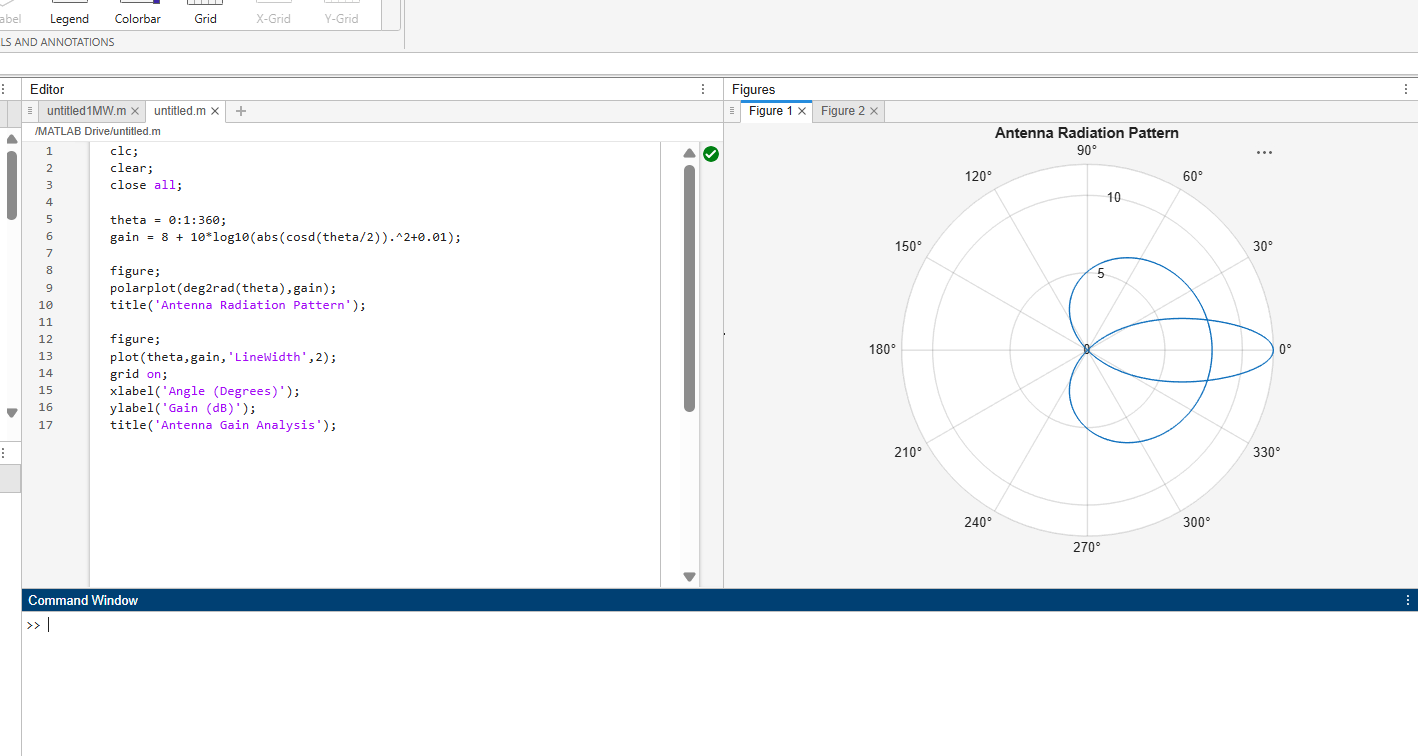 abel Legend Colorbar Grid X-Grid Y-Grid
LS AND ANNOTATIONS
Editor
untitled1MW.m untitled.m
/MATLAB Drive/untitled.m
1 clc;
2 clear;
3 close all;
4
5 theta = 0:1:360;
6 gain = 8 + 10*log10(abs(cosd(theta/2)).^2+0.01);
7
8 figure;
9 polarplot(deg2rad(theta),gain);
10 title('Antenna Radiation Pattern');
11
12 figure;
13 plot(theta,gain,'LineWidth',2);
14 grid on;
15 xlabel('Angle (Degrees)');
16 ylabel('Gain (dB)');
17 title('Antenna Gain Analysis');
Figures
Figure 1 Figure 2
Antenna Radiation Pattern
90°
120° 60°
10
150° 30°
5
180° 0 0°
210° 330°
240° 300°
270°
Command Window
>>